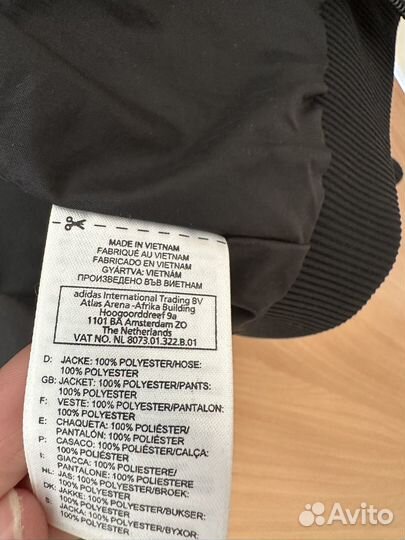 MADE IN VIETNAM
FABRIQUÉ AU VIETNAM
FABRICADO EN VIETNAM
GYÁRTVA: VIETNÁM
ПРОИЗВЕДЕНО ВЪВ ВИЕТНАМ
adidas International Trading BV
Atlas Arena -Afrika Building
Hoogoorddreef 9a
1101 BA Amsterdam ZO
The Netherlands
VAT NO. NL 8073.01.322.B.01
D: JACKE: 100% POLYESTER/HOSE:
100% POLYESTER
GB: JACKET: 100% POLYESTER/PANTS:
100% POLYESTER
F: VESTE: 100% POLYESTER/PANTALON:
100% POLYESTER
E: CHAQUETA: 100% POLIÉSTER/
PANTALÓN: 100% POLIÉSTER
P: CASACO: 100% POLIÉSTER/CALÇA:
100% POLIÉSTER
I: GIACCA: 100% POLIESTERE/
PANTALONE: 100% POLIESTERE
NL: JAS: 100% POLYESTER/BROEK:
100% POLYESTER
DK: JAKKE: 100% POLYESTER/BUKSER:
100% POLYESTER
S: JACKA: 100% POLYESTER/BYXOR:
100% POLYESTER
Avito